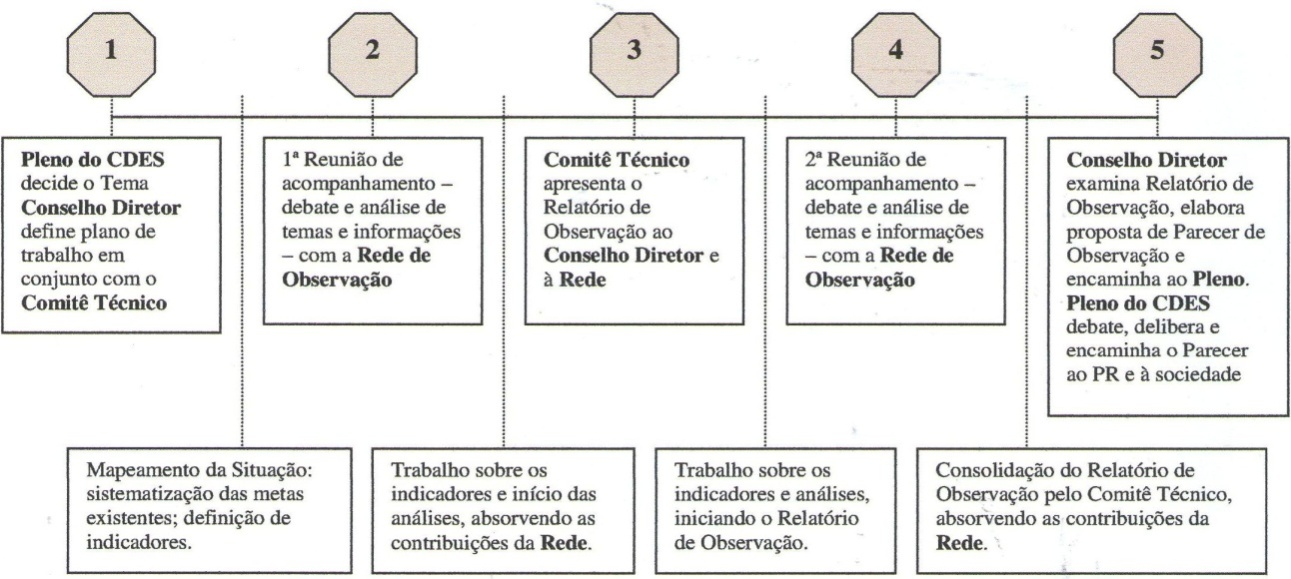 1
2
3
4
5
Pleno do CDES
decide o Tema
Conselho Diretor
define plano de
trabalho em
conjunto com o
Comitê Técnico
1ª Reunião de
acompanhamento –
debate e análise de
temas e informações
– com a Rede de
Observação
Comitê Técnico
apresenta o
Relatório de
Observação ao
Conselho Diretor e
à Rede
2ª Reunião de
acompanhamento –
debate e análise de
temas e informações
– com a Rede de
Observação
Conselho Diretor
examina Relatório de
Observação, elabora
proposta de Parecer de
Observação e
encaminha ao Pleno.
Pleno do CDES
debate, delibera e
encaminha o Parecer
ao PR e à sociedade
Mapeamento da Situação:
sistematização das metas
existentes; definição de
indicadores.
Trabalho sobre os
indicadores e início das
análises, absorvendo as
contribuições da Rede.
Trabalho sobre os
indicadores e análises,
iniciando o Relatório
de Observação.
Consolidação do Relatório de
Observação pelo Comitê Técnico,
absorvendo as contribuições da
Rede.